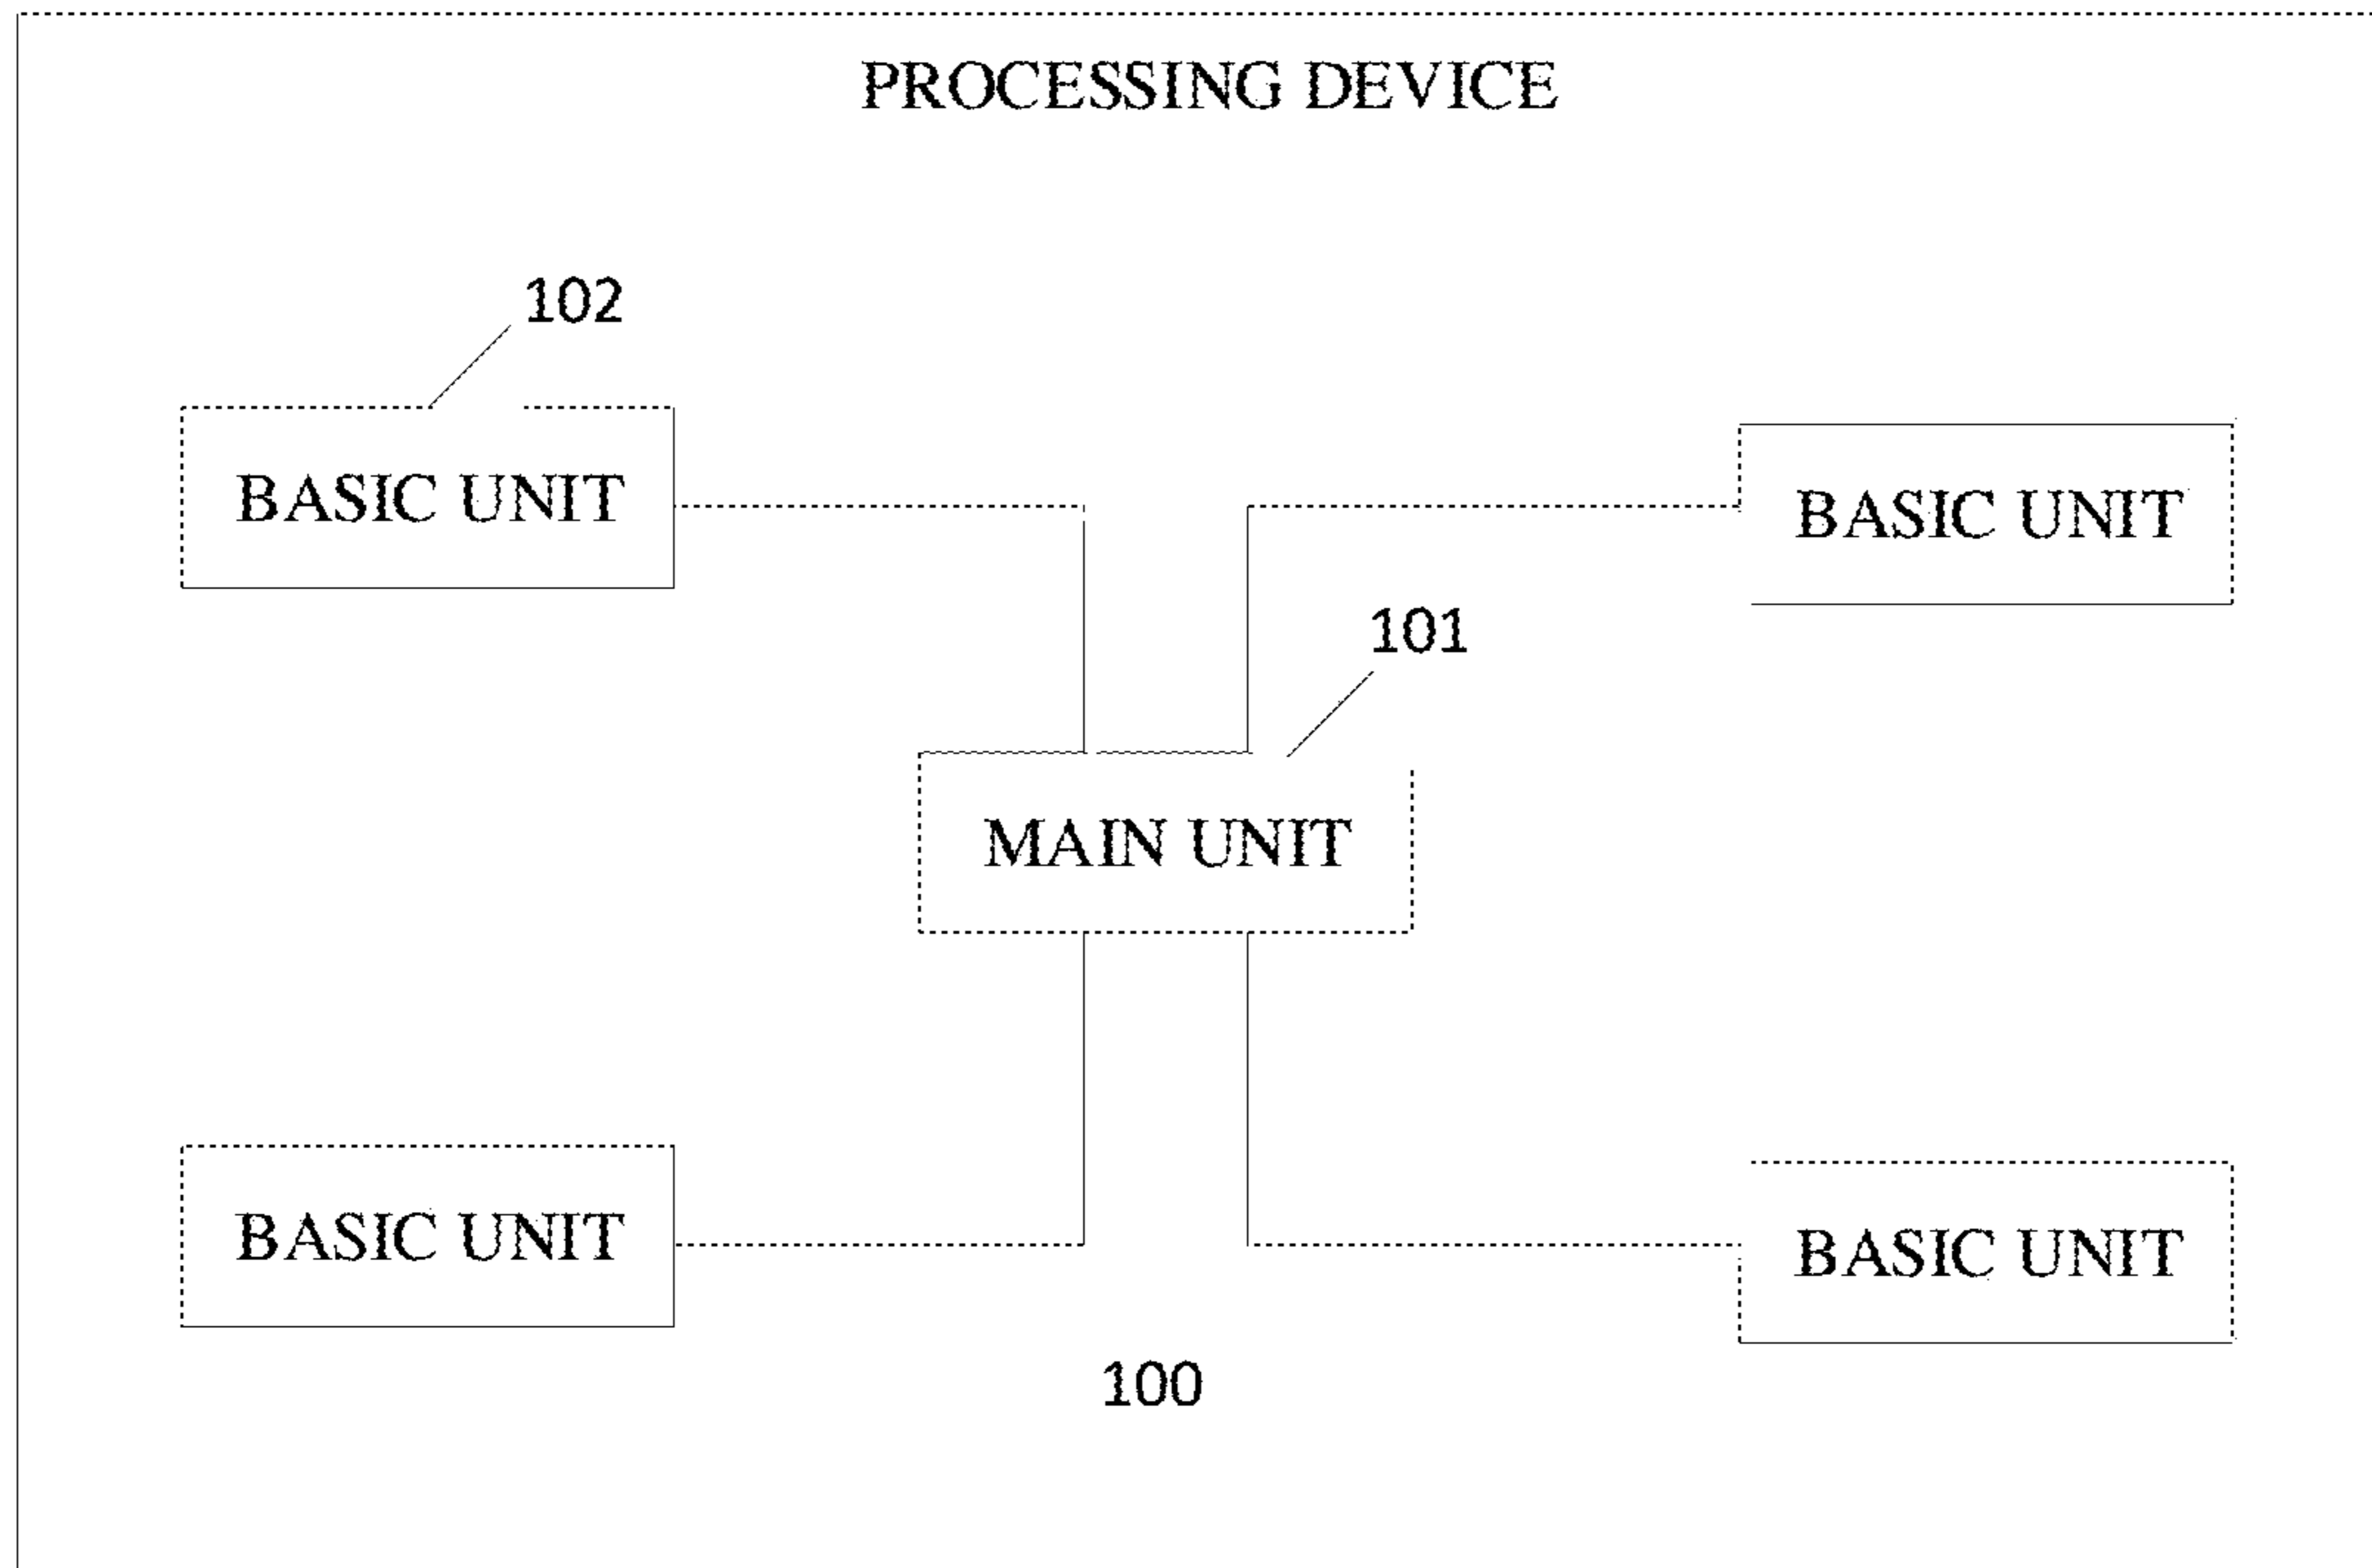 PROCESSING DEVICE
102
BASIC UNIT
BASIC UNIT
101
MAIN UNIT
BASIC UNIT
BASIC UNIT
100